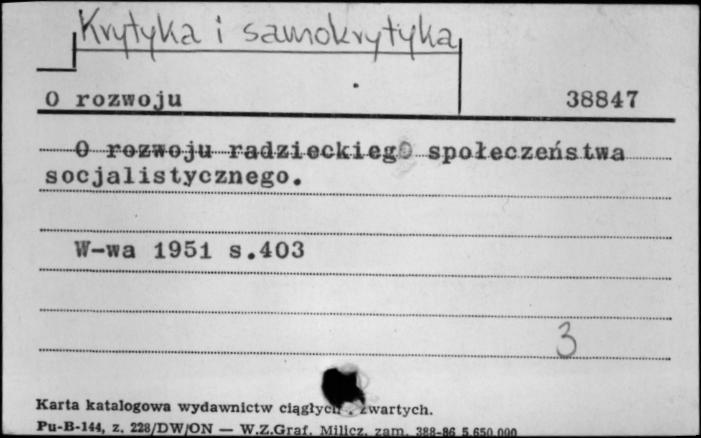 Krytyka i samokrytyka
O rozwoju 38847
O rozwoju radzieckiego społeczeństwa
socjalistycznego.
W-wa 1951 s.403
3
Karta katalogowa wydawnictw ciągłych . zwartych.
Pu-B-144, z. 228/DW/ON — W.Z.Graf. Milicz, zam. 388-86 5.650.000